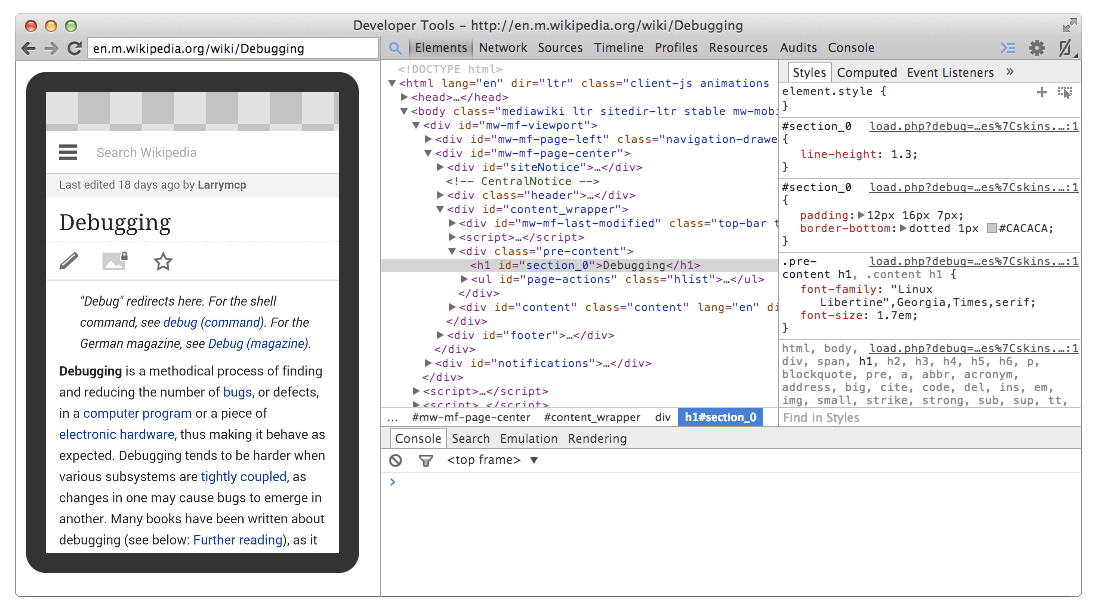 Developer Tools – http://en.m.wikipedia.org/wiki/Debugging
en.m.wikipedia.org/wiki/Debugging
Elements Network Sources Timeline Profiles Resources Audits Console
Search Wikipedia
Last edited 18 days ago by Larrymcp
Debugging
"Debug" redirects here. For the shell
command, see debug (command). For the
German magazine, see Debug (magazine).
Debugging is a methodical process of finding
and reducing the number of bugs, or defects,
in a computer program or a piece of
electronic hardware, thus making it behave as
expected. Debugging tends to be harder when
various subsystems are tightly coupled, as
changes in one may cause bugs to emerge in
another. Many books have been written about
debugging (see below: Further reading), as it
<!DOCTYPE html>
▼<html lang="en" dir="ltr" class="client-js animations
▶<head>…</head>
▼<body class="mediawiki ltr sitedir-ltr stable mw-mob
▼<div id="mw-mf-viewport">
▶<div id="mw-mf-page-left" class="navigation-drawe
▼<div id="mw-mf-page-center">
▶<div id="siteNotice">…</div>
<!-- CentralNotice -->
▶<div class="header">…</div>
▼<div id="content_wrapper">
▶<div id="mw-mf-last-modified" class="top-bar t
▶<script>…</script>
▼<div class="pre-content">
<h1 id="section_0">Debugging</h1>
▶<ul id="page-actions" class="hlist">…</ul>
</div>
▶<div id="content" class="content" lang="en" di
</div>
▶<div id="footer">…</div>
</div>
▶<div id="notifications">…</div>
</div>
▶<script>…</script>
▶<script>…</script>
... #mw-mf-page-center #content_wrapper div h1#section_0
Styles Computed Event Listeners »
element.style {
}
#section_0 load.php?debug=…es%7Cskins.…:1
{
line-height: 1.3;
}
#section_0 load.php?debug=…es%7Cskins.…:1
{
padding:▶12px 16px 7px;
border-bottom:▶dotted 1px #CACACA;
}
.pre- load.php?debug=…es%7Cskins.…:1
content h1, .content h1 {
font-family: "Linux
Libertine",Georgia,Times,serif;
font-size: 1.7em;
}
html, body, load.php?debug=…es%7Cskins.…:1
div, span, h1, h2, h3, h4, h5, h6, p,
blockquote, pre, a, abbr, acronym,
address, big, cite, code, del, ins, em,
img, small, strike, strong, sub, sup, tt,
Find in Styles
Console Search Emulation Rendering
<top frame> ▼
>